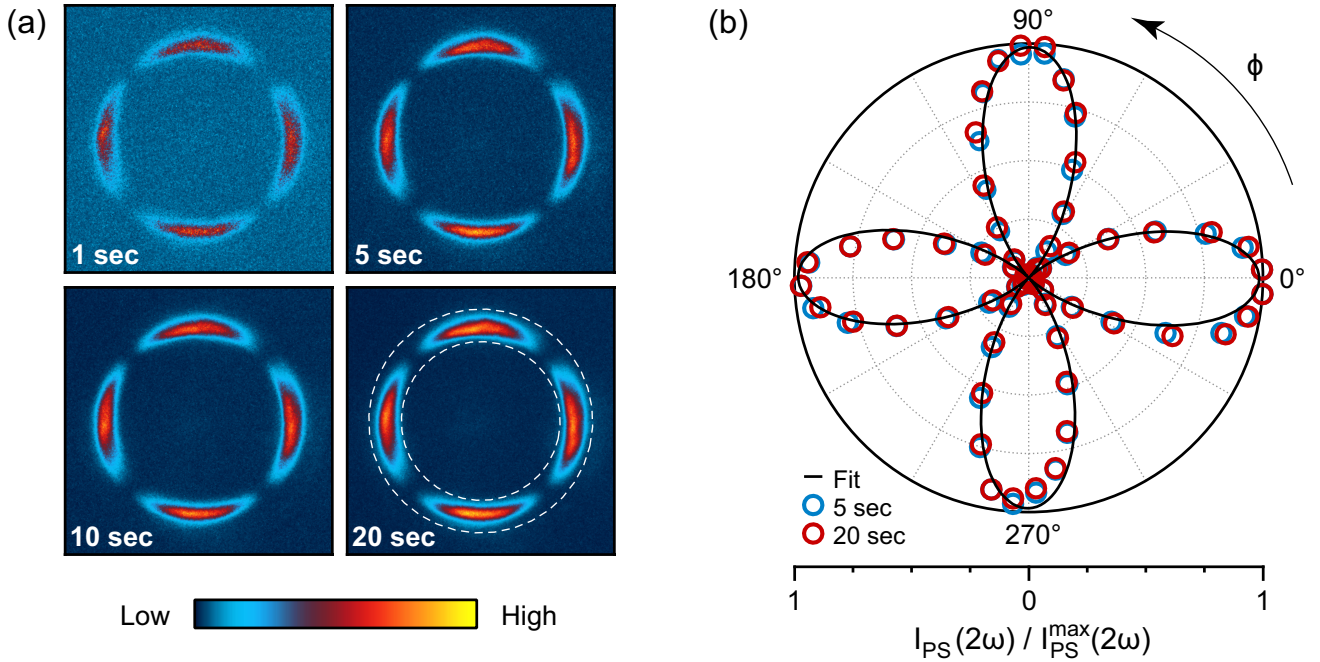 (a)
1 sec
5 sec
10 sec
20 sec
Low
High
(b)
90°
ϕ
180°
0°
270°
Fit
5 sec
20 sec
1
0
1
I_PS(2ω) / I_PS^max(2ω)